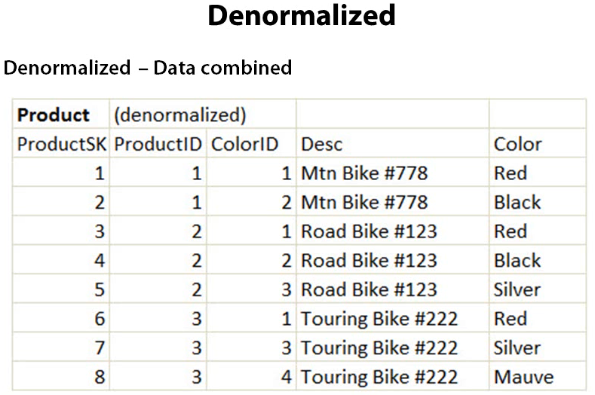 Denormalized
Denormalized – Data combined
Product (denormalized)
ProductSK ProductID ColorID Desc Color
1 1 1 Mtn Bike #778 Red
2 1 2 Mtn Bike #778 Black
3 2 1 Road Bike #123 Red
4 2 2 Road Bike #123 Black
5 2 3 Road Bike #123 Silver
6 3 1 Touring Bike #222 Red
7 3 3 Touring Bike #222 Silver
8 3 4 Touring Bike #222 Mauve